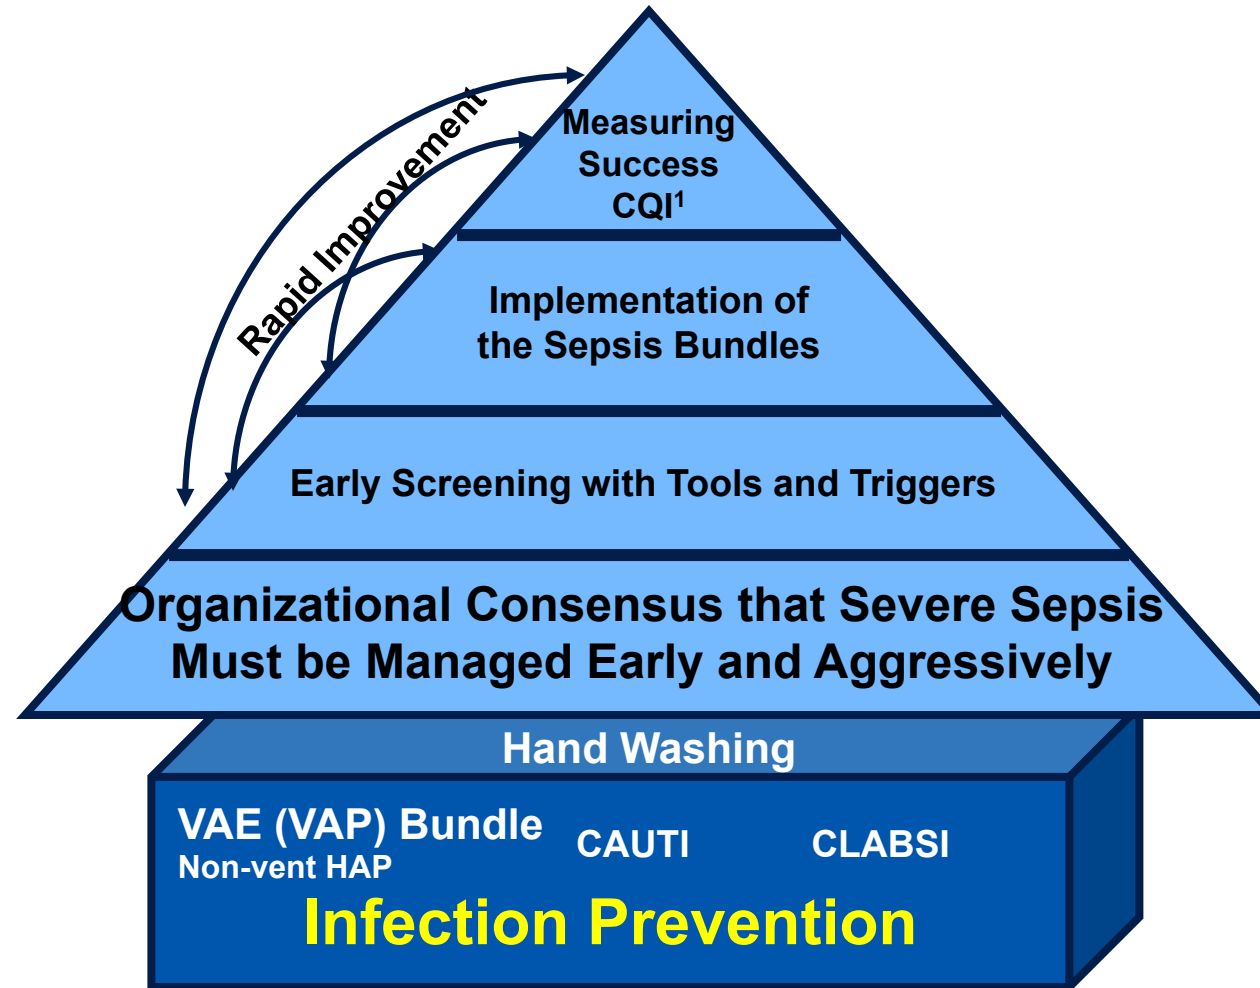 Rapid Improvement
Measuring
Success
CQI¹
Implementation of
the Sepsis Bundles
Early Screening with Tools and Triggers
Organizational Consensus that Severe Sepsis
Must be Managed Early and Aggressively
Hand Washing
VAE (VAP) Bundle
Non-vent HAP
CAUTI
CLABSI
Infection Prevention